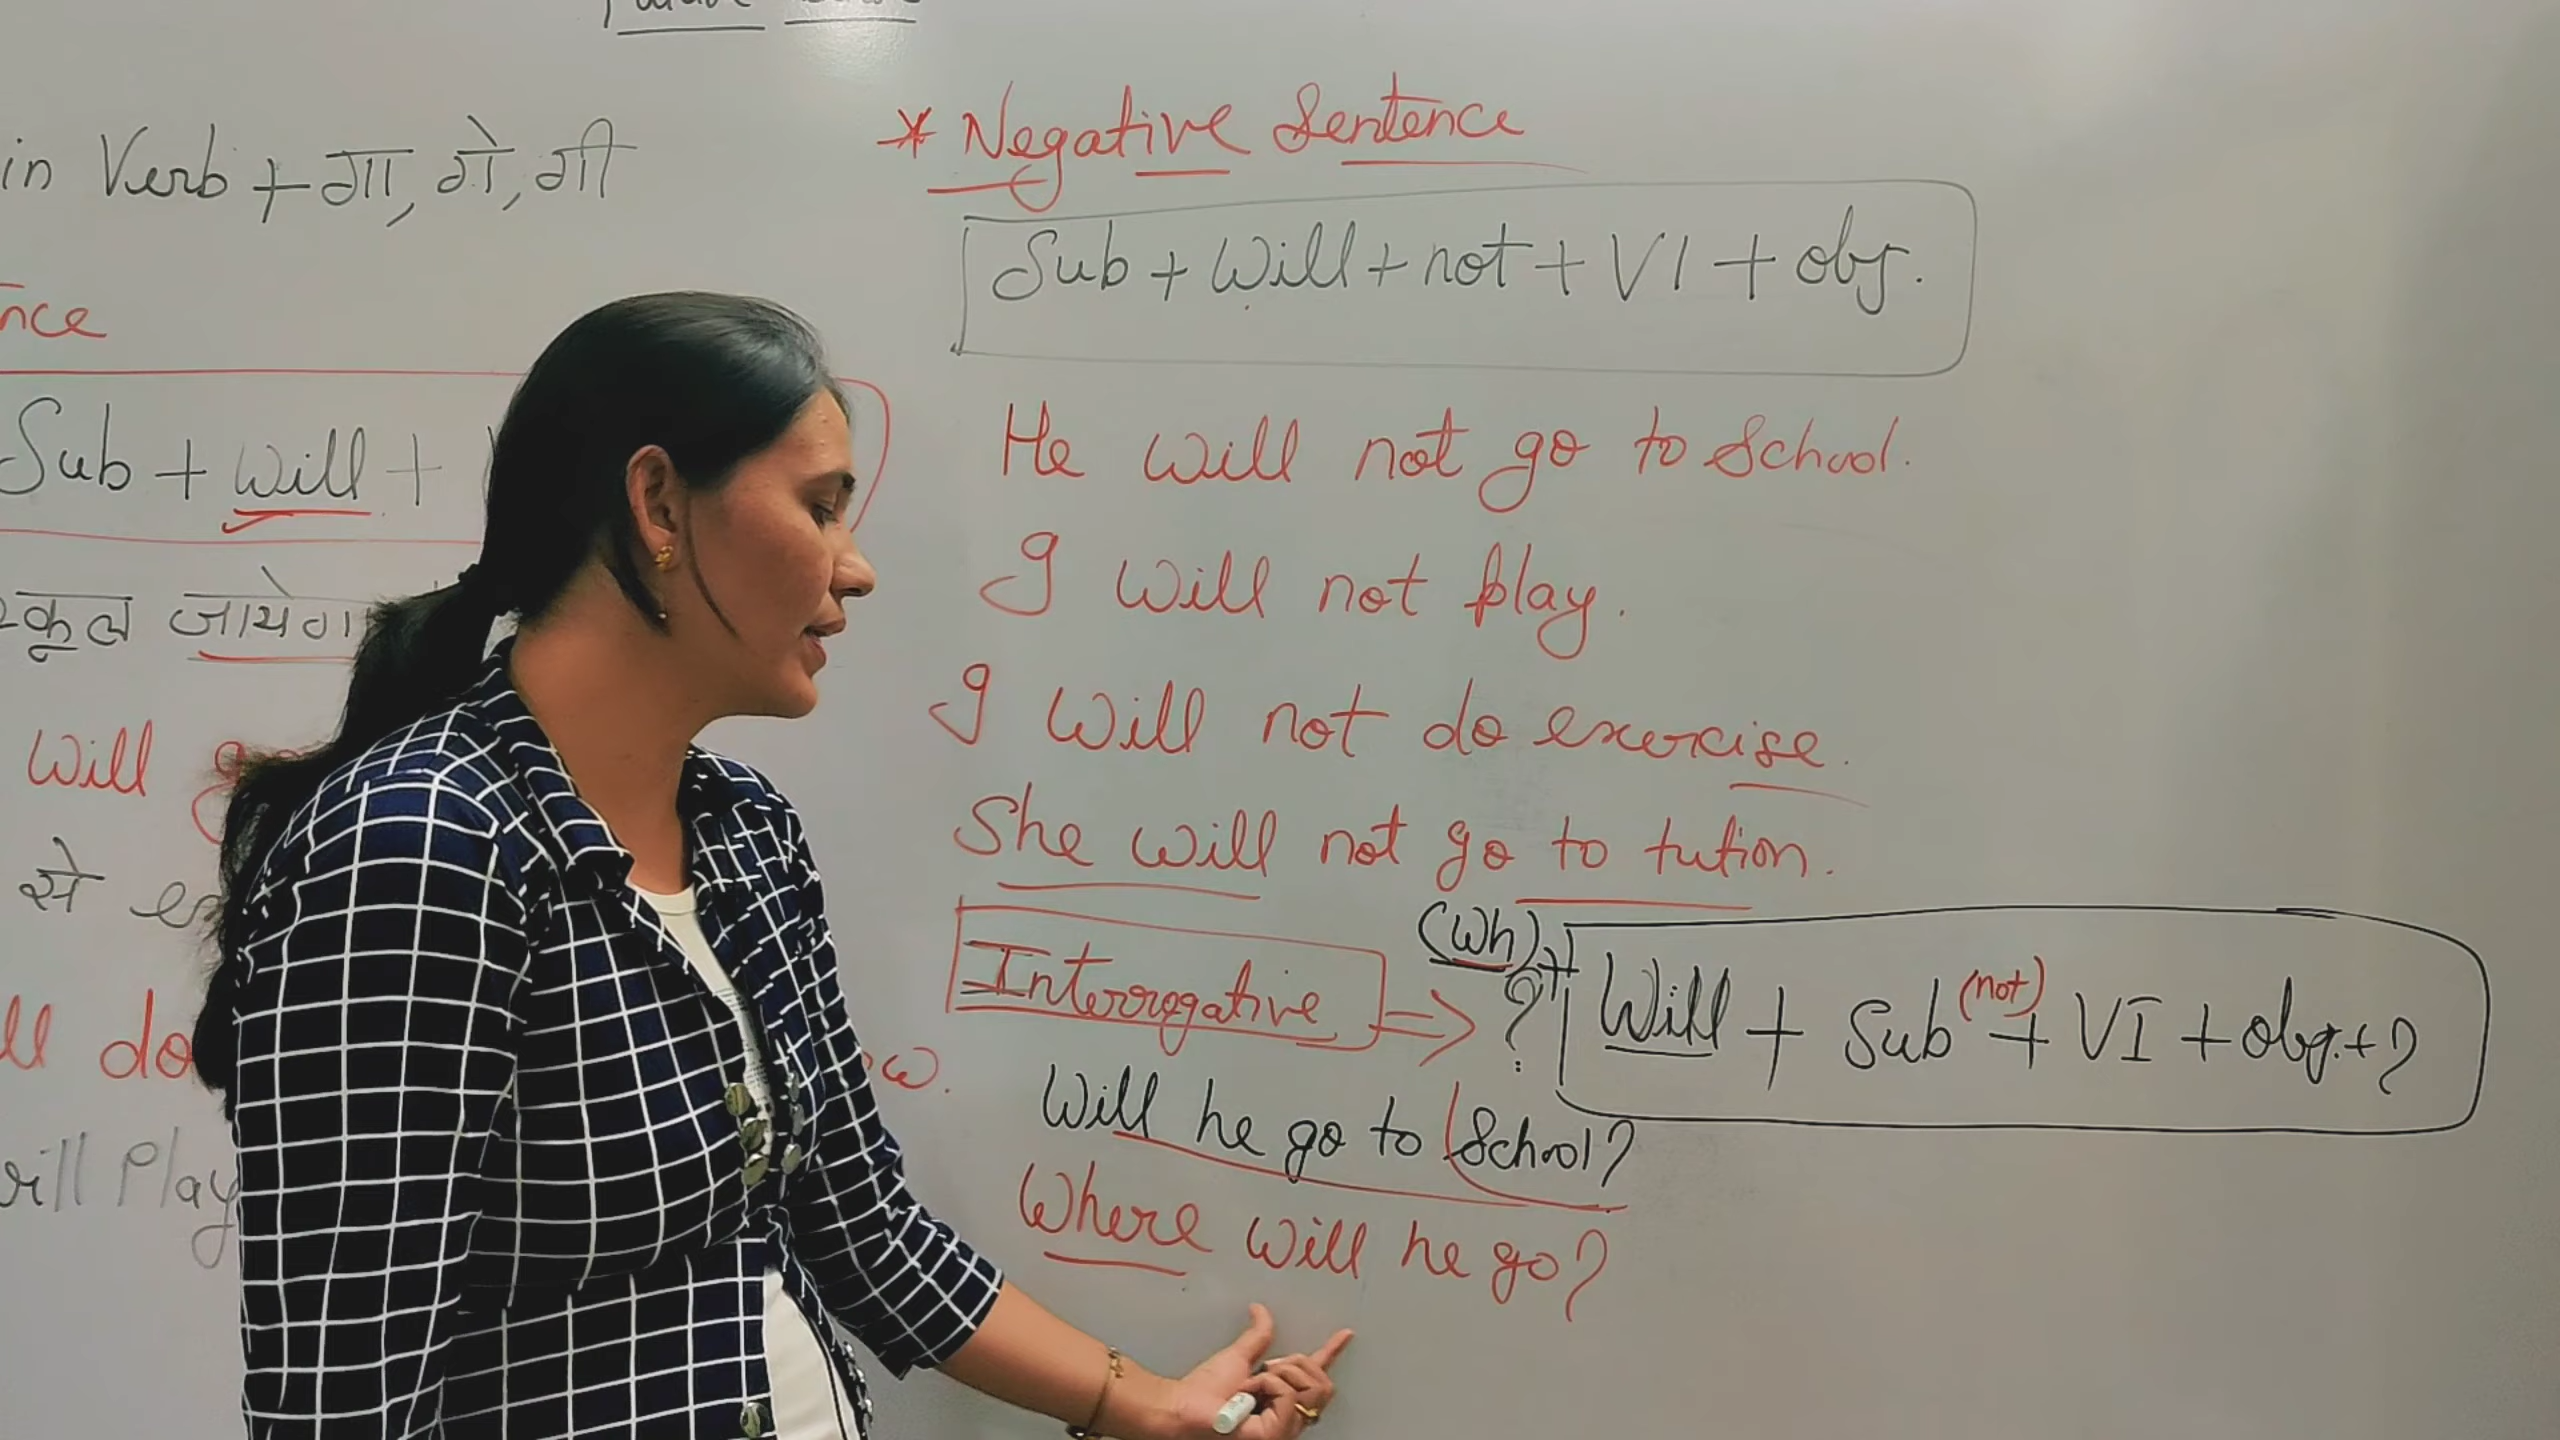 in Verb + गा, गे, गी
nce
Sub + Will +
स्कूल जायेगा
Will
से
ll do
ow.
will Play
* Negative Sentence
Sub + Will + not + V1 + obj.
He will not go to School.
I will not play.
I will not do exercise.
She will not go to tution.
Interrogative ⇒ (Wh) + ? + Will + Sub (not) + VI + obj. + ?
Will he go to School?
Where will he go?